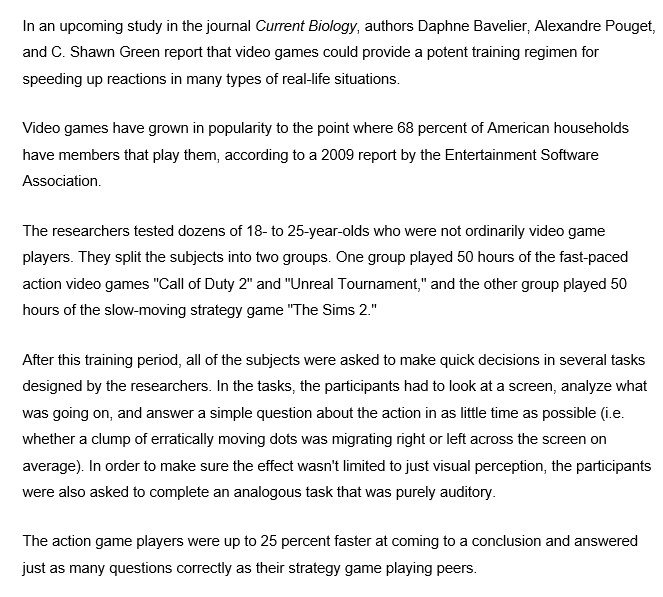 In an upcoming study in the journal Current Biology, authors Daphne Bavelier, Alexandre Pouget,
and C. Shawn Green report that video games could provide a potent training regimen for
speeding up reactions in many types of real-life situations.
Video games have grown in popularity to the point where 68 percent of American households
have members that play them, according to a 2009 report by the Entertainment Software
Association.
The researchers tested dozens of 18- to 25-year-olds who were not ordinarily video game
players. They split the subjects into two groups. One group played 50 hours of the fast-paced
action video games "Call of Duty 2" and "Unreal Tournament," and the other group played 50
hours of the slow-moving strategy game "The Sims 2."
After this training period, all of the subjects were asked to make quick decisions in several tasks
designed by the researchers. In the tasks, the participants had to look at a screen, analyze what
was going on, and answer a simple question about the action in as little time as possible (i.e.
whether a clump of erratically moving dots was migrating right or left across the screen on
average). In order to make sure the effect wasn't limited to just visual perception, the participants
were also asked to complete an analogous task that was purely auditory.
The action game players were up to 25 percent faster at coming to a conclusion and answered
just as many questions correctly as their strategy game playing peers.